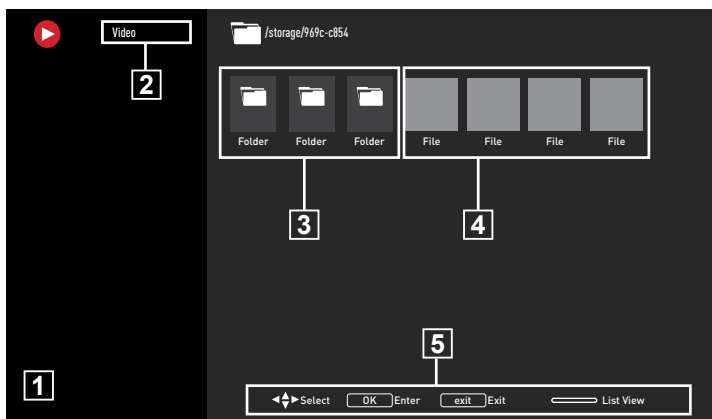 Video
/storage/969c-c854
2
Folder Folder Folder File File File File
3 4
5
1
Select OK Enter exit Exit List View